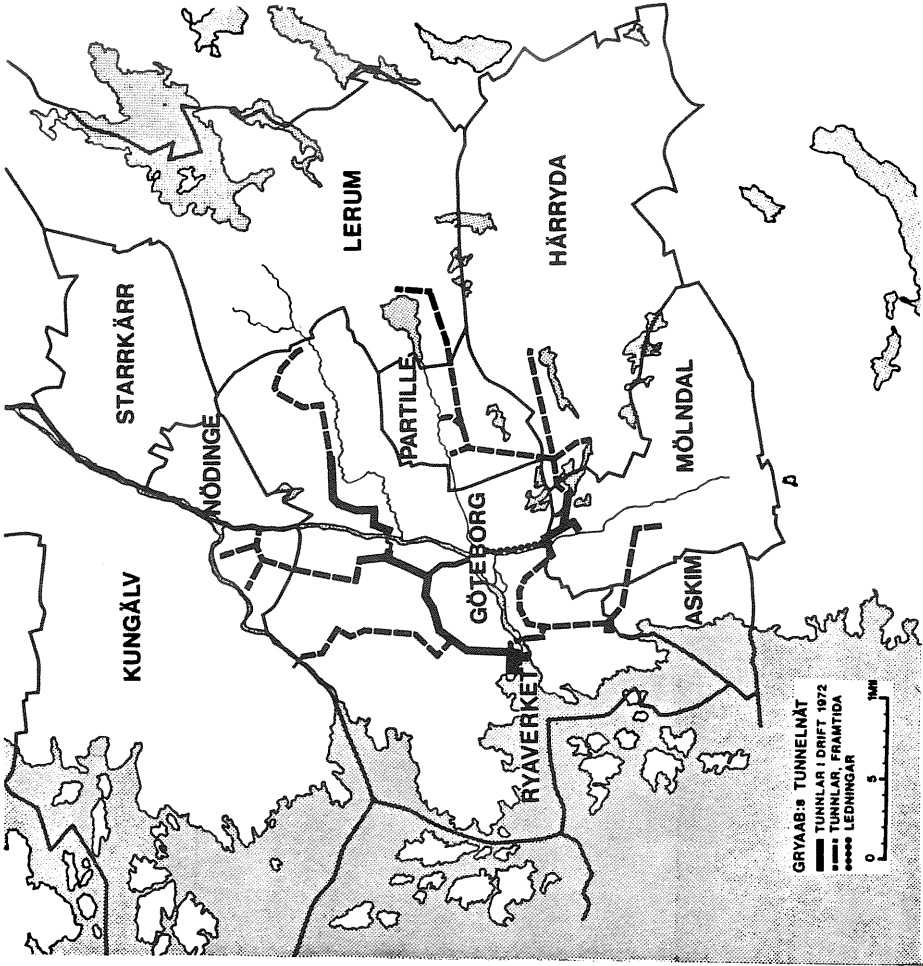 KUNGÄLV
STARRKÄRR
NÖDINGE
LERUM
PARTILLE
HÄRRYDA
GÖTEBORG
MÖLNDAL
ASKIM
RYAVERKET
GRYAAB:s TUNNELNÄT
TUNNLAR I DRIFT 1972
TUNNLAR, FRAMTIDA
LEDNINGAR
0 5 1Mil